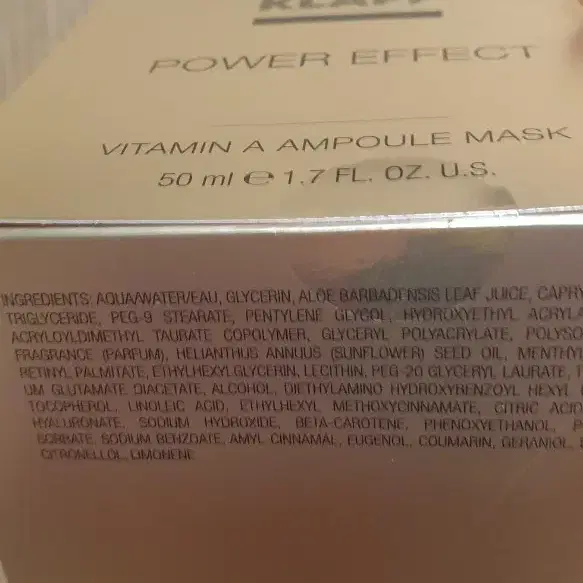 KLAPP
POWER EFFECT
VITAMIN A AMPOULE MASK
50 ml e 1.7 FL. OZ. U.S.
INGREDIENTS: AQUA/WATER/EAU, GLYCERIN, ALOE BARBADENSIS LEAF JUICE, CAPRY
TRIGLYCERIDE, PEG-9 STEARATE, PENTYLENE GLYCOL, HYDROXYETHYL ACRYLA
ACRYLOYLDIMETHYL TAURATE COPOLYMER, GLYCERYL POLYACRYLATE, POLYSO
FRAGRANCE (PARFUM), HELIANTHUS ANNUUS (SUNFLOWER) SEED OIL, MENTHYL
RETINYL PALMITATE, ETHYLHEXYLGLYCERIN, LECITHIN, PEG-20 GLYCERYL LAURATE, T
UM GLUTAMATE DIACETATE, ALCOHOL, DIETHYLAMINO HYDROXYBENZOYL HEXYL
TOCOPHEROL, LINOLEIC ACID, ETHYLHEXYL METHOXYCINNAMATE, CITRIC ACID
HYALURONATE, SODIUM HYDROXIDE, BETA-CAROTENE, PHENOXYETHANOL, P
SORBATE, SODIUM BENZOATE, AMYL CINNAMAL, EUGENOL, COUMARIN, GERANIOL,
CITRONELLOL, LIMONENE